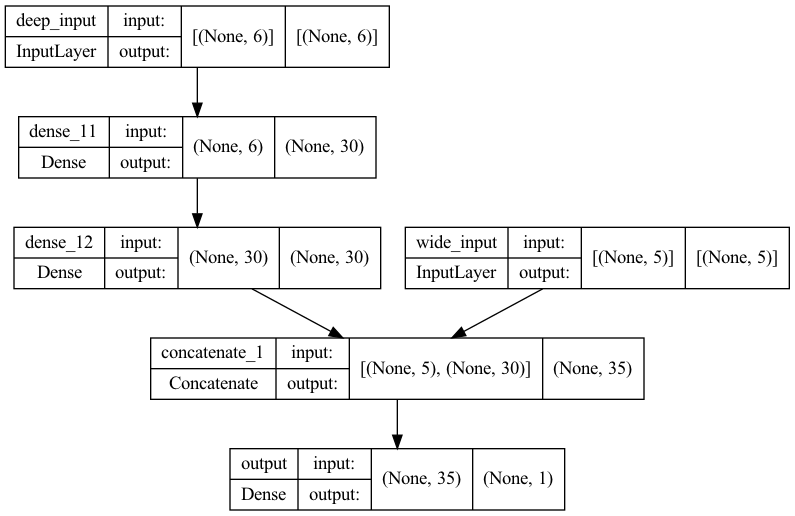 deep_input input: [(None, 6)] [(None, 6)]
InputLayer output:
dense_11 input: (None, 6) (None, 30)
Dense output:
dense_12 input: (None, 30) (None, 30)
Dense output:
wide_input input: [(None, 5)] [(None, 5)]
InputLayer output:
concatenate_1 input: [(None, 5), (None, 30)] (None, 35)
Concatenate output:
output input: (None, 35) (None, 1)
Dense output: